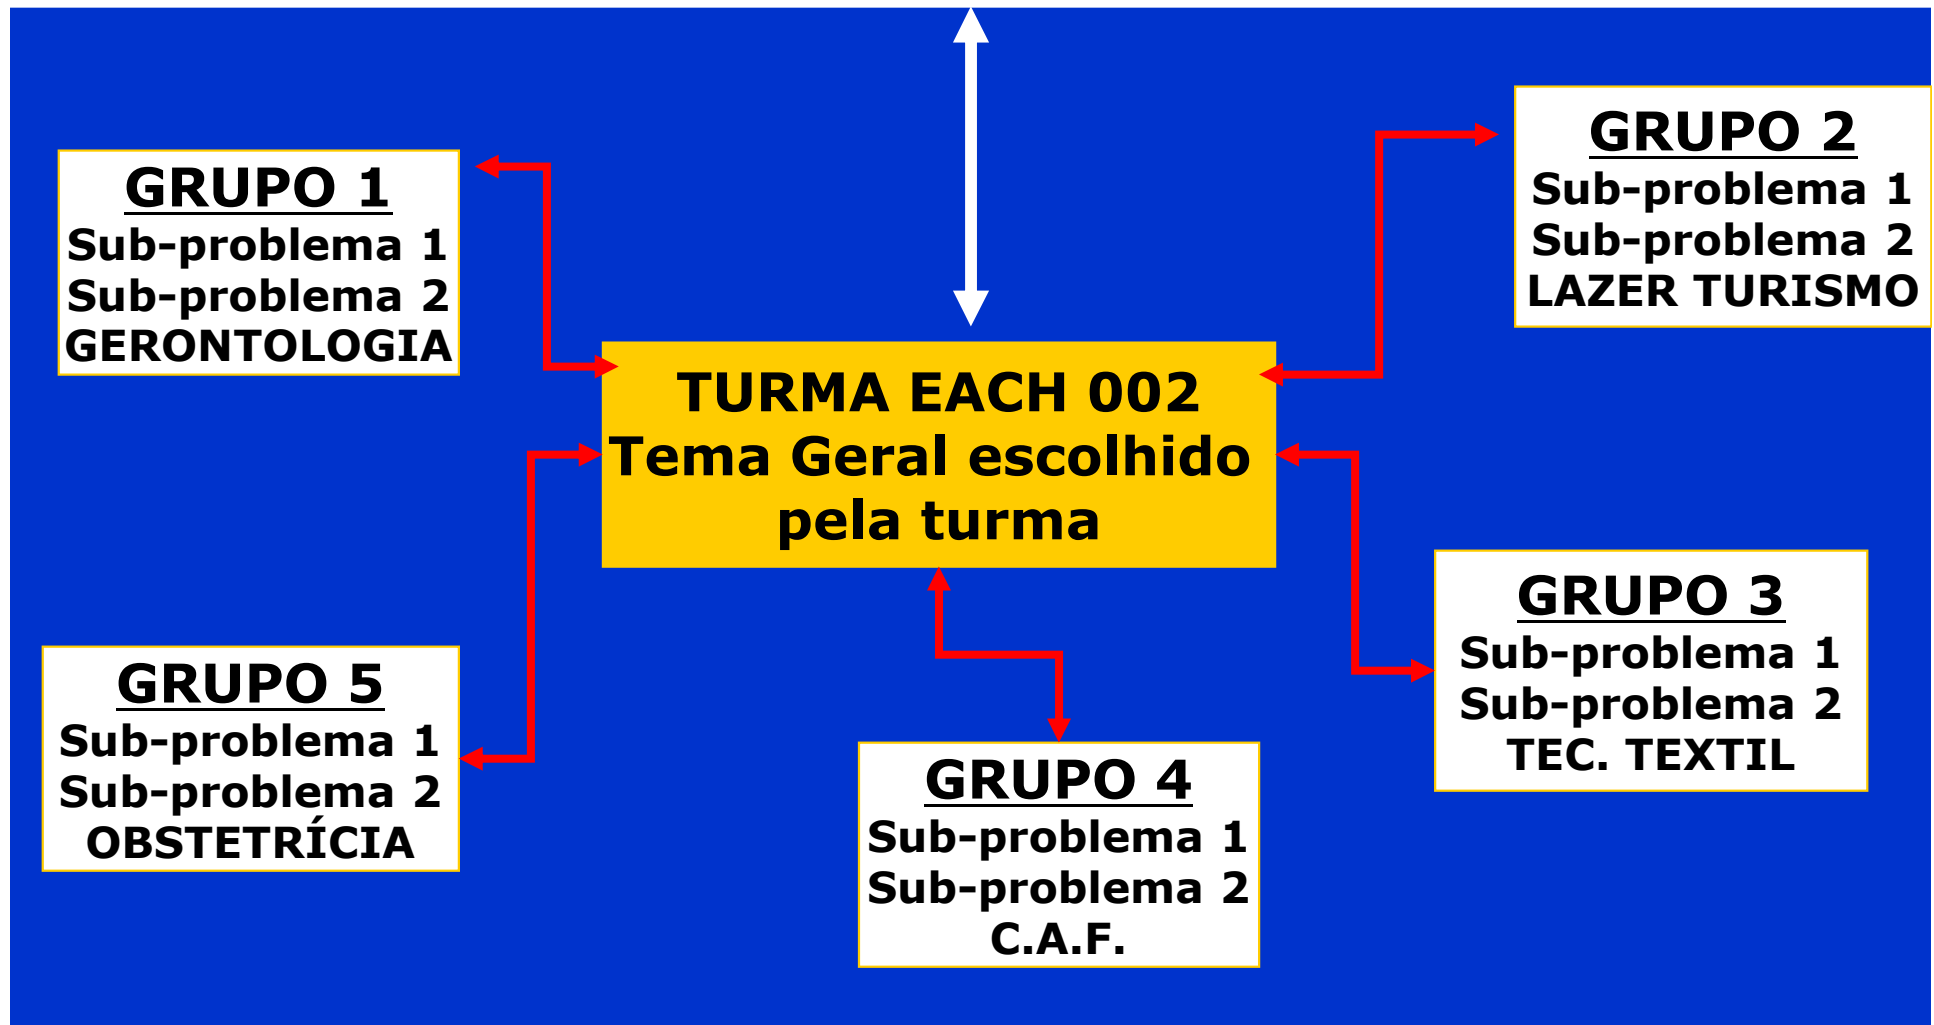 GRUPO 1
Sub-problema 1
Sub-problema 2
GERONTOLOGIA
GRUPO 2
Sub-problema 1
Sub-problema 2
LAZER TURISMO
TURMA EACH 002
Tema Geral escolhido
pela turma
GRUPO 3
Sub-problema 1
Sub-problema 2
TEC. TEXTIL
GRUPO 5
Sub-problema 1
Sub-problema 2
OBSTETRÍCIA
GRUPO 4
Sub-problema 1
Sub-problema 2
C.A.F.